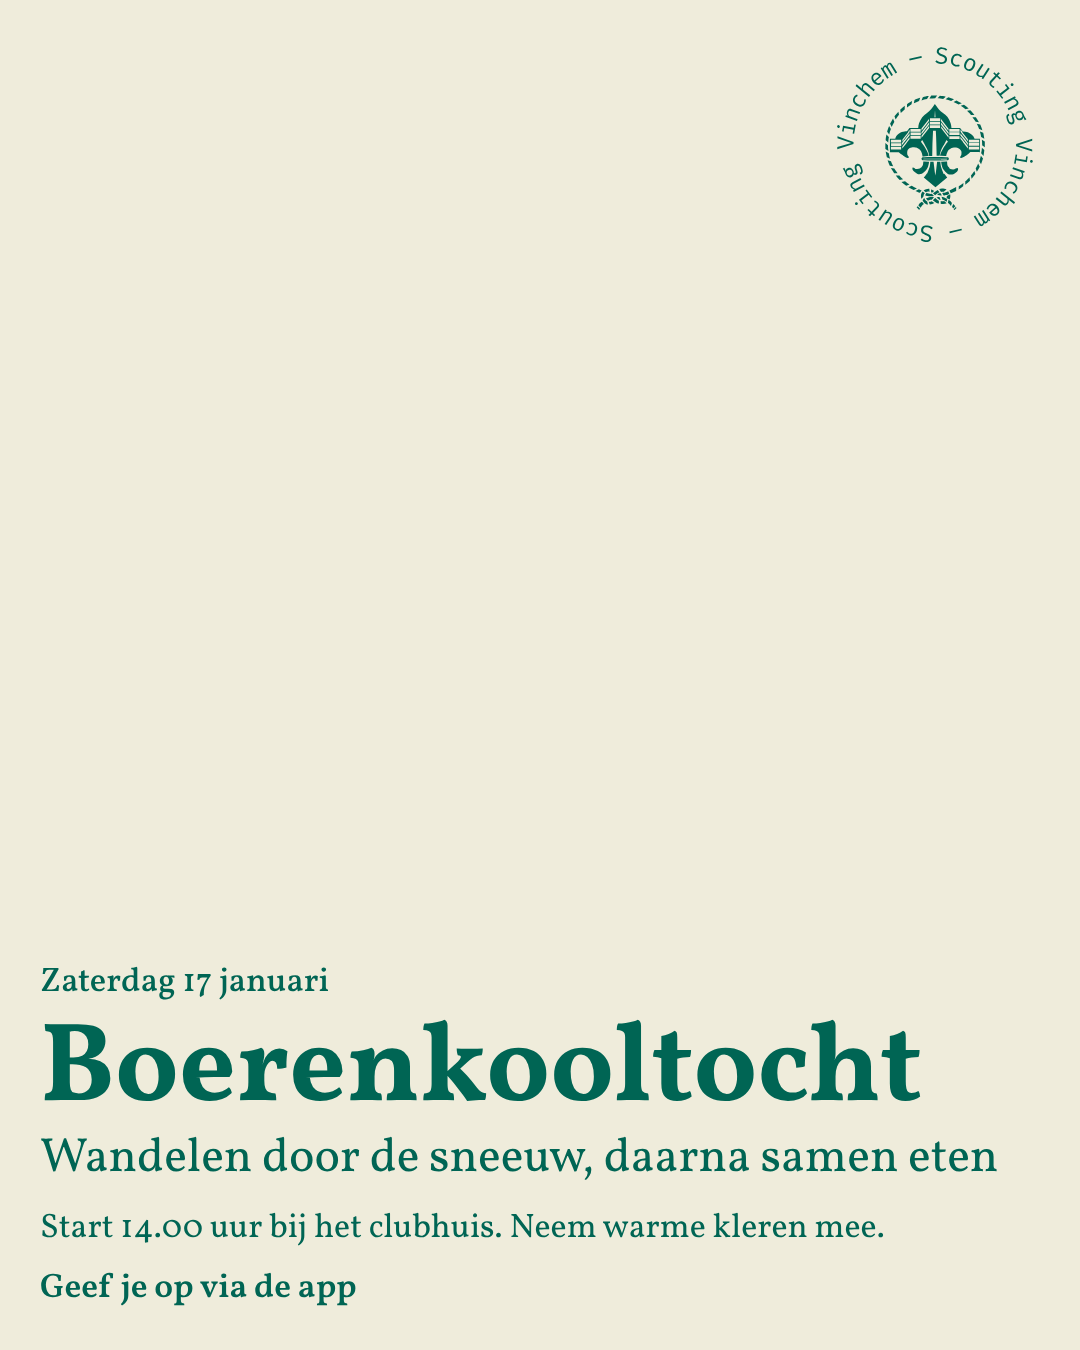 Scouting Vinchem – Scouting Vinchem –
Zaterdag 17 januari
Boerenkooltocht
Wandelen door de sneeuw, daarna samen eten
Start 14.00 uur bij het clubhuis. Neem warme kleren mee.
Geef je op via de app